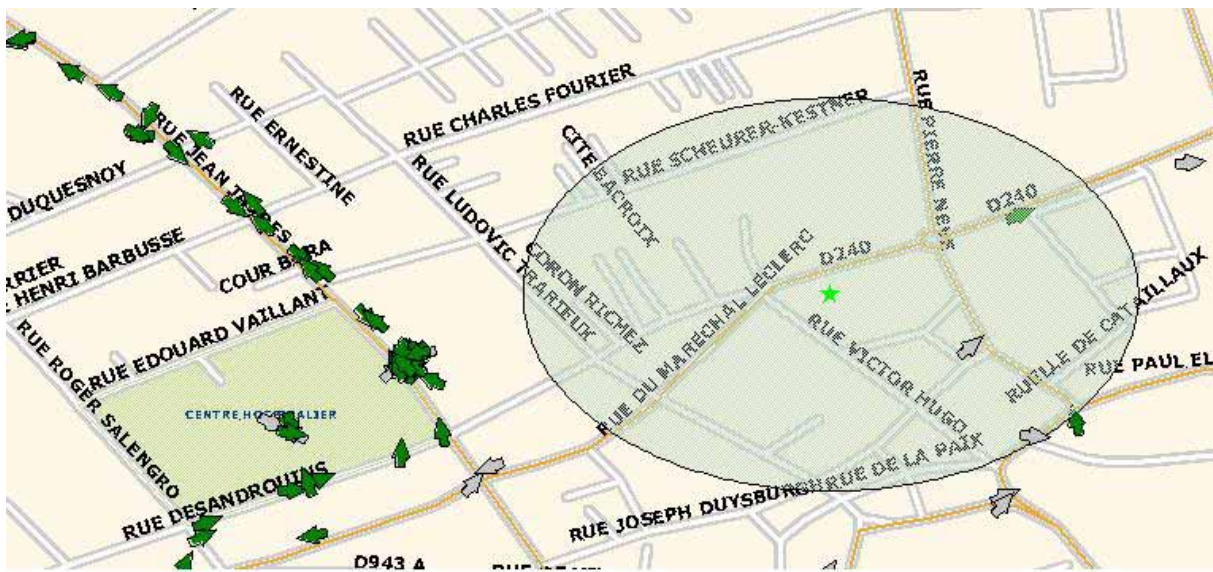 RUE CHARLES FOURIER
RUE ERNESTINE
RUE SCHEURER-KESTNER
RUE PIERRE NEVE
CITE BACROIX
RUE JEAN JAURES
DUQUESNOY
RUE LUDOVIC TRARIEUX
D240
D240
HENRI BARBUSSE
COUR BARA
CORON RICHEZ
RUE DU MARECHAL LECLERC
RUE EDOUARD VAILLANT
RUE ROGER SALENGRO
RUE VICTOR HUGO
RUELLE DE CATAILLAUX
RUE PAUL EL
CENTRE HOSPITALIER
RUE DESANDROUINS
RUE JOSEPH DUYSBURGH
RUE DE LA PAIX
D943 A